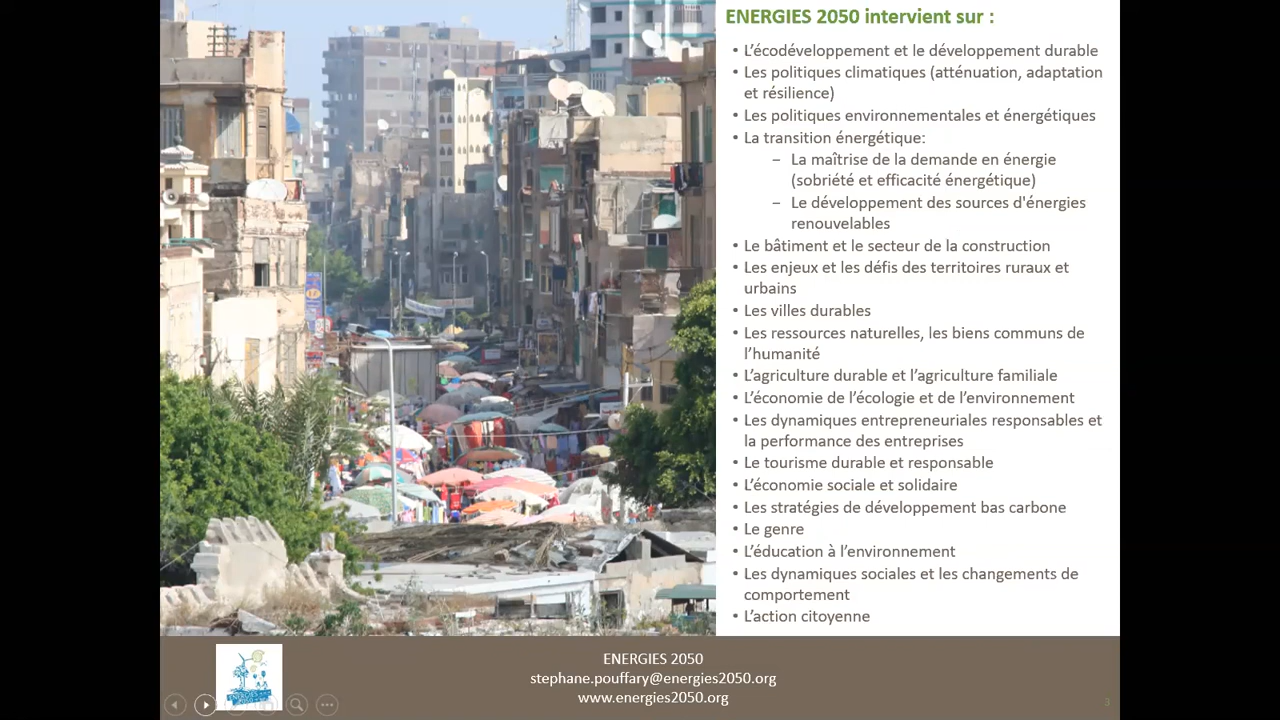 ENERGIES 2050 intervient sur :
• L'écodéveloppement et le développement durable
• Les politiques climatiques (atténuation, adaptation
et résilience)
• Les politiques environnementales et énergétiques
• La transition énergétique:
– La maîtrise de la demande en énergie
(sobriété et efficacité énergétique)
– Le développement des sources d'énergies
renouvelables
• Le bâtiment et le secteur de la construction
• Les enjeux et les défis des territoires ruraux et
urbains
• Les villes durables
• Les ressources naturelles, les biens communs de
l'humanité
• L'agriculture durable et l'agriculture familiale
• L'économie de l'écologie et de l'environnement
• Les dynamiques entrepreneuriales responsables et
la performance des entreprises
• Le tourisme durable et responsable
• L'économie sociale et solidaire
• Les stratégies de développement bas carbone
• Le genre
• L'éducation à l'environnement
• Les dynamiques sociales et les changements de
comportement
• L'action citoyenne
ENERGIES 2050
ENERGIES 2050
stephane.pouffary@energies2050.org
www.energies2050.org
3